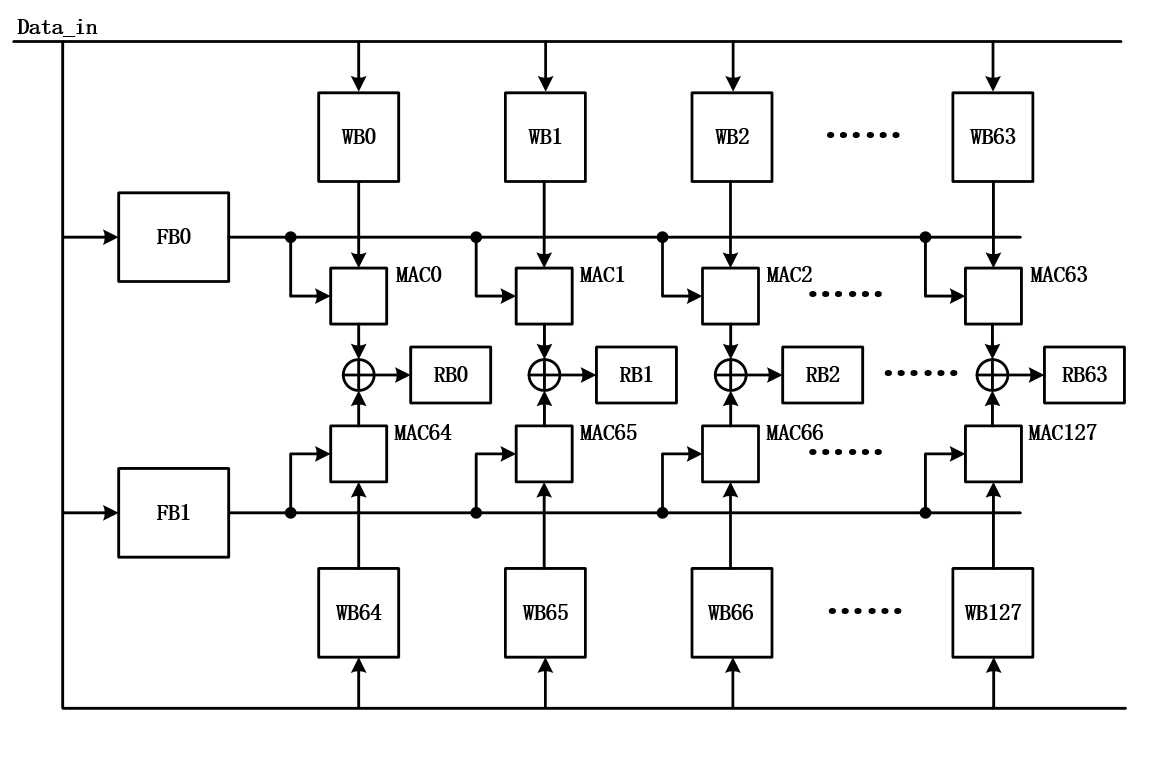 Data_in
WB0 WB1 WB2 ······ WB63
FB0
MAC0 MAC1 MAC2 ······ MAC63
RB0 RB1 RB2 ······ RB63
MAC64 MAC65 MAC66 ······ MAC127
FB1
WB64 WB65 WB66 ······ WB127